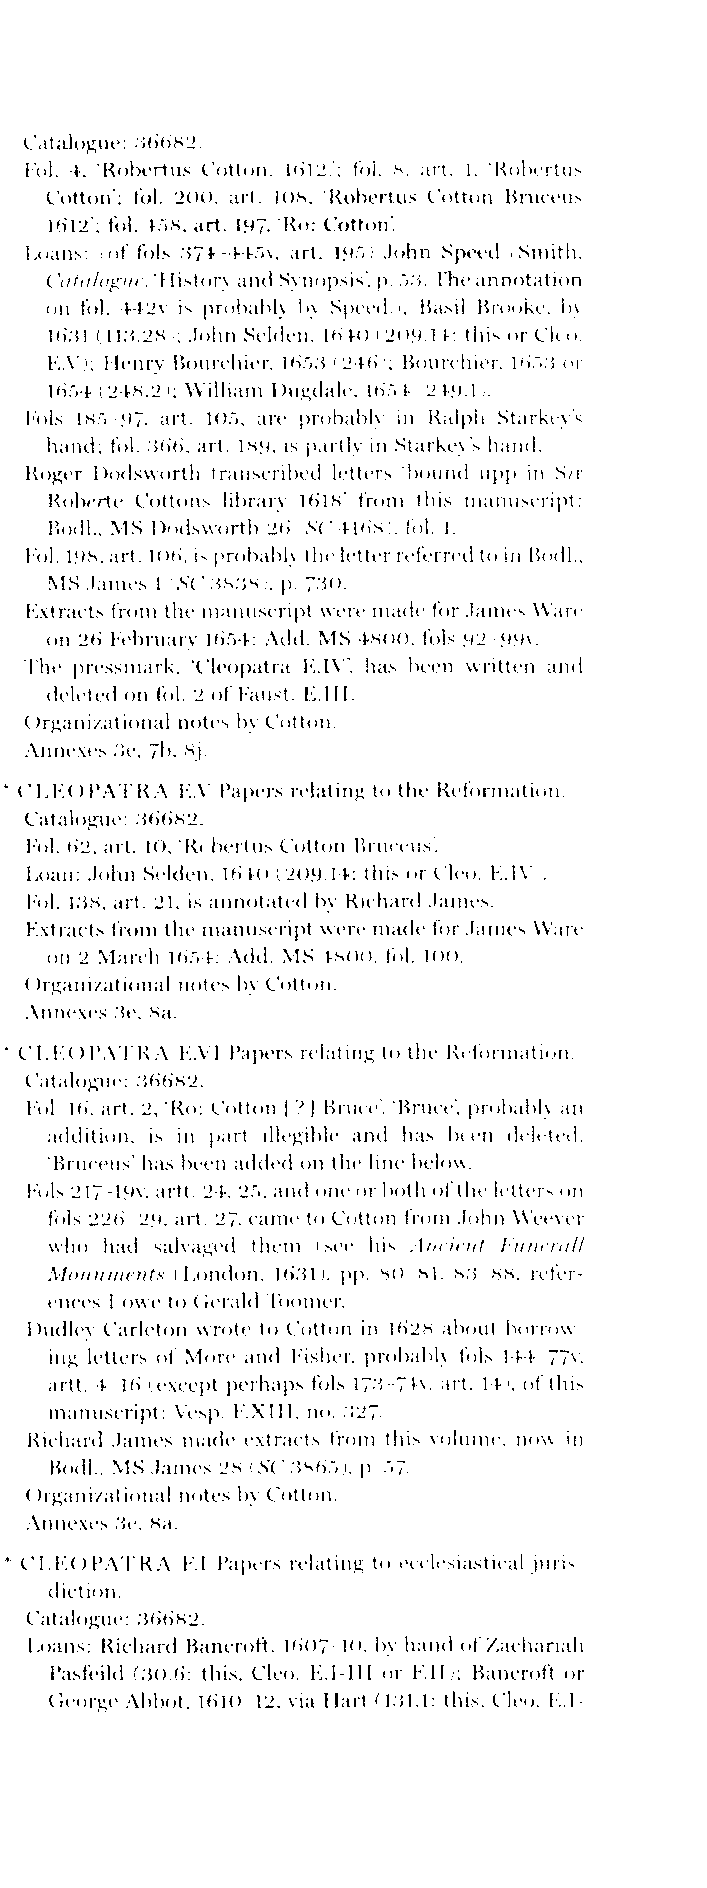 Catalogue: 36682.
Fol. 4, 'Robertus Cotton, 1612'; fol. 8, art. 1, 'Robertus
Cotton'; fol. 200, art. 108, 'Robertus Cotton Bruceus
1612'; fol. 458, art. 197, 'Ro: Cotton'.
Loans: (of fols 374-445v, art. 195) John Speed (Smith,
Catalogue, 'History and Synopsis', p. 53. The annotation
on fol. 442v is probably by Speed.), Basil Brooke, by
1631 (113.28); John Selden, 1640 (209.14: this or Cleo.
E.V); Henry Bourchier, 1653 (246); Bourchier, 1653 or
1654 (248.2); William Dugdale, 1654 (249.1).
Fols 185-97, art. 105, are probably in Ralph Starkey's
hand; fol. 366, art. 189, is partly in Starkey's hand.
Roger Dodsworth transcribed letters 'bound upp in Sir
Roberte Cottons library 1618' from this manuscript:
Bodl., MS Dodsworth 26 (SC 4168), fol. 1.
Fol. 198, art. 106, is probably the letter referred to in Bodl.,
MS James 1 (SC 3838), p. 730.
Extracts from the manuscript were made for James Ware
on 26 February 1654: Add. MS 4800, fols 92-99v.
The pressmark, 'Cleopatra E.IV', has been written and
deleted on fol. 2 of Faust. E.III.
Organizational notes by Cotton.
Annexes 3e, 7b, 8j.
* CLEOPATRA E.V Papers relating to the Reformation.
Catalogue: 36682.
Fol. 62, art. 10, 'Robertus Cotton Bruceus'.
Loan: John Selden, 1640 (209.14: this or Cleo. E.IV).
Fol. 138, art. 21, is annotated by Richard James.
Extracts from the manuscript were made for James Ware
on 2 March 1654: Add. MS 4800, fol. 100.
Organizational notes by Cotton.
Annexes 3e, 8a.
* CLEOPATRA E.VI Papers relating to the Reformation.
Catalogue: 36682.
Fol. 16, art. 2, 'Ro: Cotton [?] Bruce'. 'Bruce', probably an
addition, is in part illegible and has been deleted.
'Bruceus' has been added on the line below.
Fols 217-19v, artt. 24, 25, and one or both of the letters on
fols 226-29, art. 27, came to Cotton from John Weever
who had salvaged them (see his Ancient Funerall
Monuments (London, 1631), pp. 80-81, 83-88, refer-
ences I owe to Gerald Toomer.
Dudley Carleton wrote to Cotton in 1628 about borrow-
ing letters of More and Fisher, probably fols 144-77v,
artt. 4-16 (except perhaps fols 173-74v, art. 14), of this
manuscript: Vesp. F.XIII, no. 327.
Richard James made extracts from this volume, now in
Bodl., MS James 28 (SC 3865), p. 57.
Organizational notes by Cotton.
Annexes 3e, 8a.
* CLEOPATRA F.I Papers relating to ecclesiastical juris-
diction.
Catalogue: 36682.
Loans: Richard Bancroft, 1607-10, by hand of Zachariah
Pasfeild (30.6: this, Cleo. E.I-III or F.II); Bancroft or
George Abbot, 1610-12, via Hart (131.1: this, Cleo. E.I-